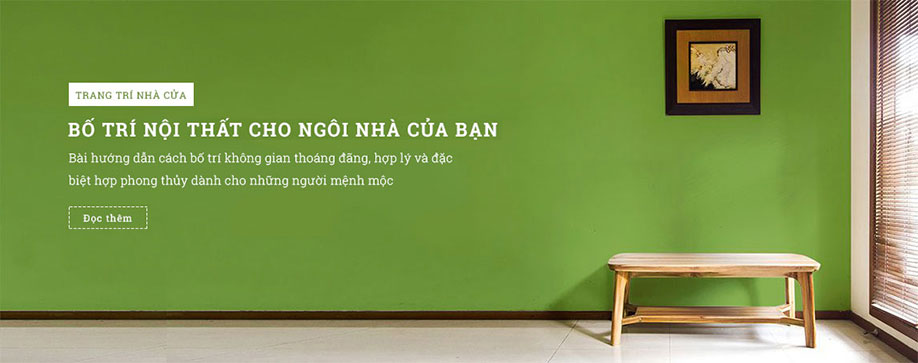 TRANG TRÍ NHÀ CỬA
BỐ TRÍ NỘI THẤT CHO NGÔI NHÀ CỦA BẠN
Bài hướng dẫn cách bố trí không gian thoáng đãng, hợp lý và đặc
biệt hợp phong thủy dành cho những người mệnh mộc
Đọc thêm